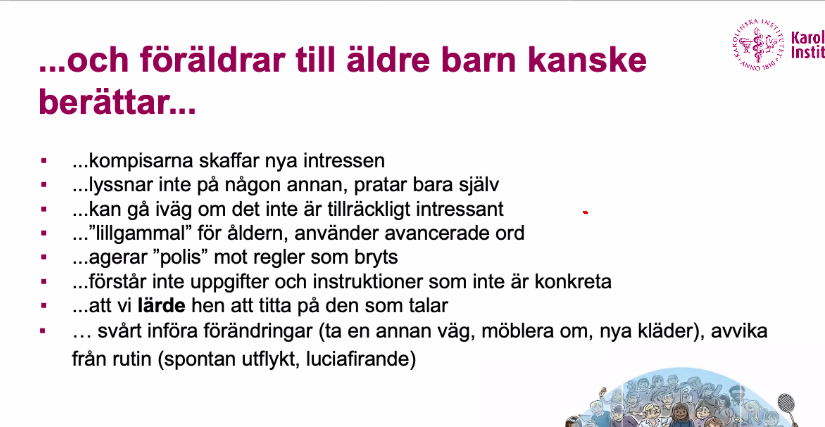 ...och föräldrar till äldre barn kanske
berättar...
Karol
Instit
...kompisarna skaffar nya intressen
...lyssnar inte på någon annan, pratar bara själv
...kan gå iväg om det inte är tillräckligt intressant
...”lillgammal” för åldern, använder avancerade ord
...agerar ”polis” mot regler som bryts
...förstår inte uppgifter och instruktioner som inte är konkreta
...att vi lärde hen att titta på den som talar
… svårt införa förändringar (ta en annan väg, möblera om, nya kläder), avvika
från rutin (spontan utflykt, luciafirande)